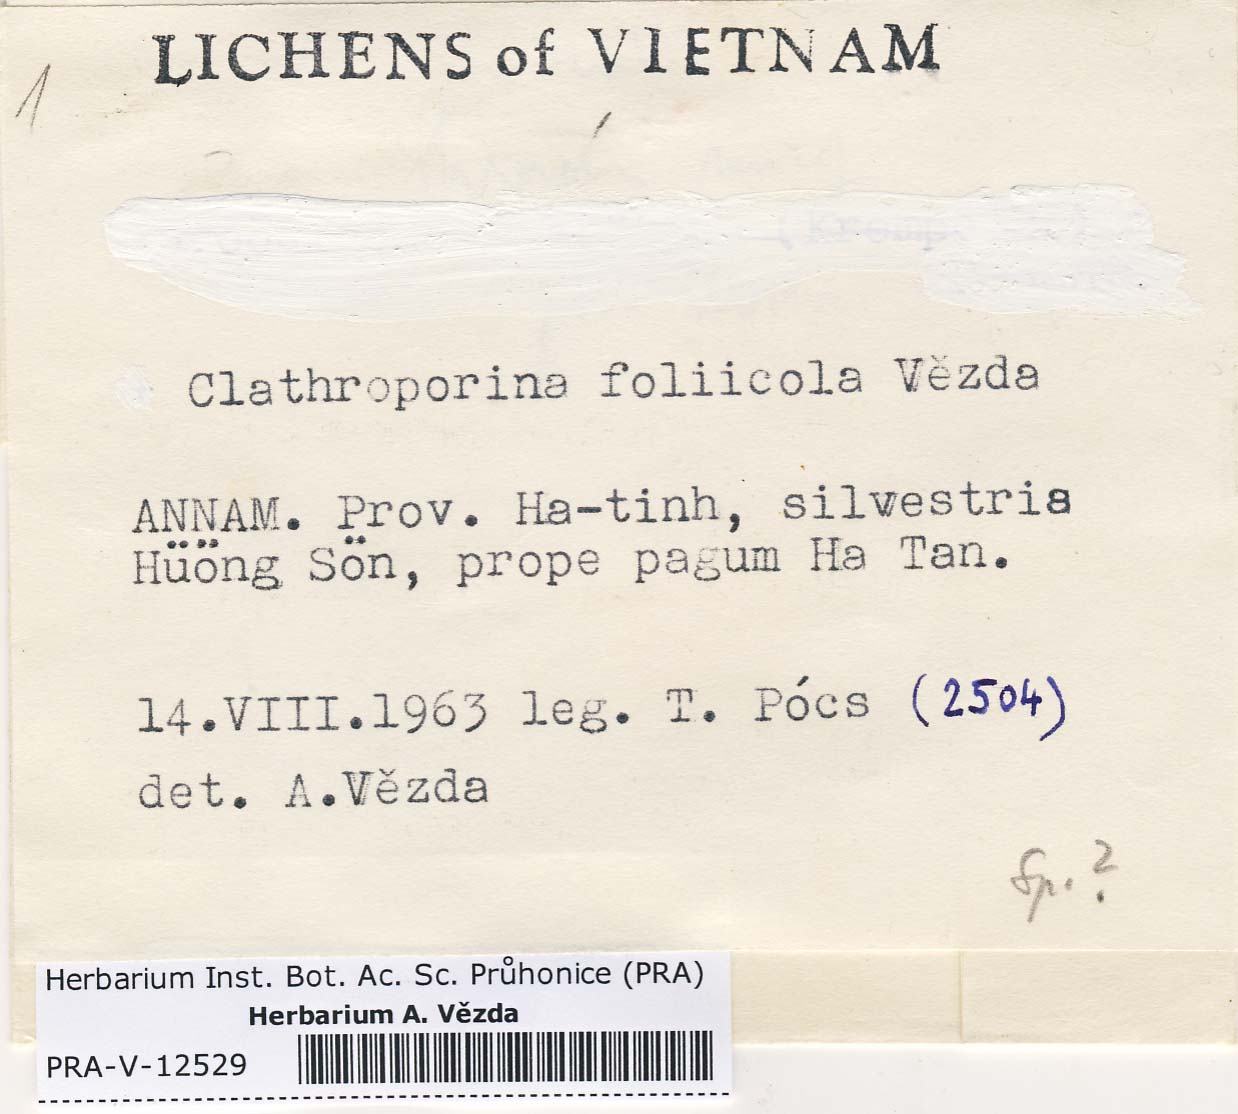 LICHENS of VIETNAM
1
Clathroporina foliicola Vězda
ANNAM. Prov. Ha-tinh, silvestria
Hüöng Sön, prope pagum Ha Tan.
14.VIII.1963 leg. T. Pócs (2504)
det. A.Vězda
Sp. ?
Herbarium Inst. Bot. Ac. Sc. Průhonice (PRA)
Herbarium A. Vězda
PRA-V-12529